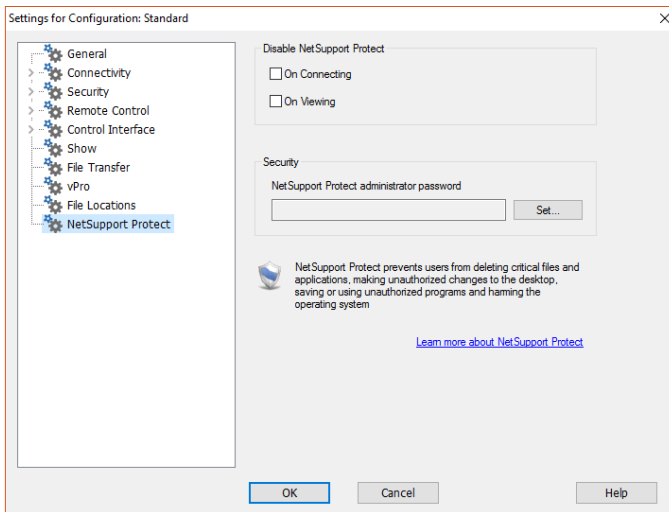 Settings for Configuration: Standard
General
Connectivity
Security
Remote Control
Control Interface
Show
File Transfer
vPro
File Locations
NetSupport Protect
Disable NetSupport Protect
On Connecting
On Viewing
Security
NetSupport Protect administrator password
Set...
NetSupport Protect prevents users from deleting critical files and
applications, making unauthorized changes to the desktop,
saving or using unauthorized programs and harming the
operating system
Learn more about NetSupport Protect
OK
Cancel
Help